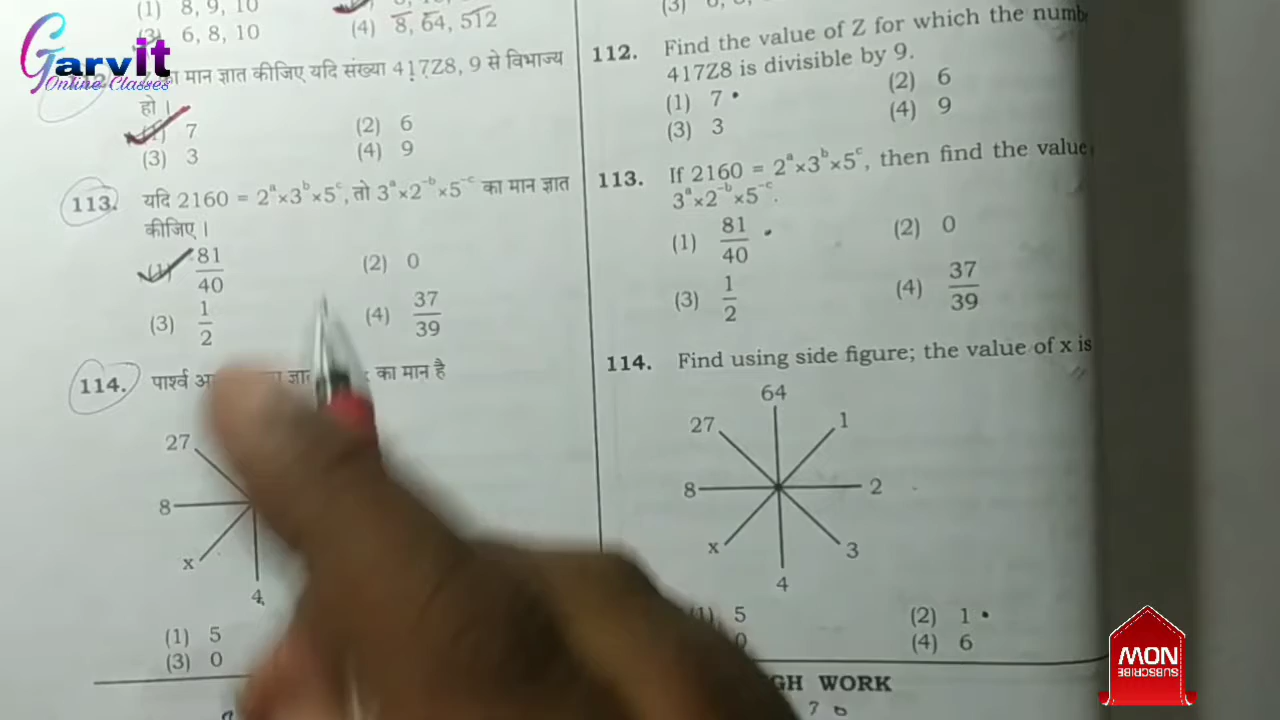 (1) 8, 9, 10
(3) 6, 8, 10
(4) 8, 64, 512
Garvit
Online Classes
का मान ज्ञात कीजिए यदि संख्या 417Z8, 9 से विभाज्य
हो।
(1) 7
(2) 6
(3) 3
(4) 9
113. यदि 2160 = 2ᵃ×3ᵇ×5ᶜ, तो 3ᵃ×2⁻ᵇ×5⁻ᶜ का मान ज्ञात
कीजिए।
(1) 81/40
(2) 0
(3) 1/2
(4) 37/39
114. पार्श्व का मान है
27
8
x
4
(1) 5
(3) 0
112. Find the value of Z for which the numb
417Z8 is divisible by 9.
(1) 7
(2) 6
(3) 3
(4) 9
113. If 2160 = 2ᵃ×3ᵇ×5ᶜ, then find the value
3ᵃ×2⁻ᵇ×5⁻ᶜ.
(1) 81/40
(2) 0
(3) 1/2
(4) 37/39
114. Find using side figure; the value of x is
64
27
1
8
2
x
3
4
(1) 5
(2) 1
0
(4) 6
GH WORK
SUBSCRIBE
NOW